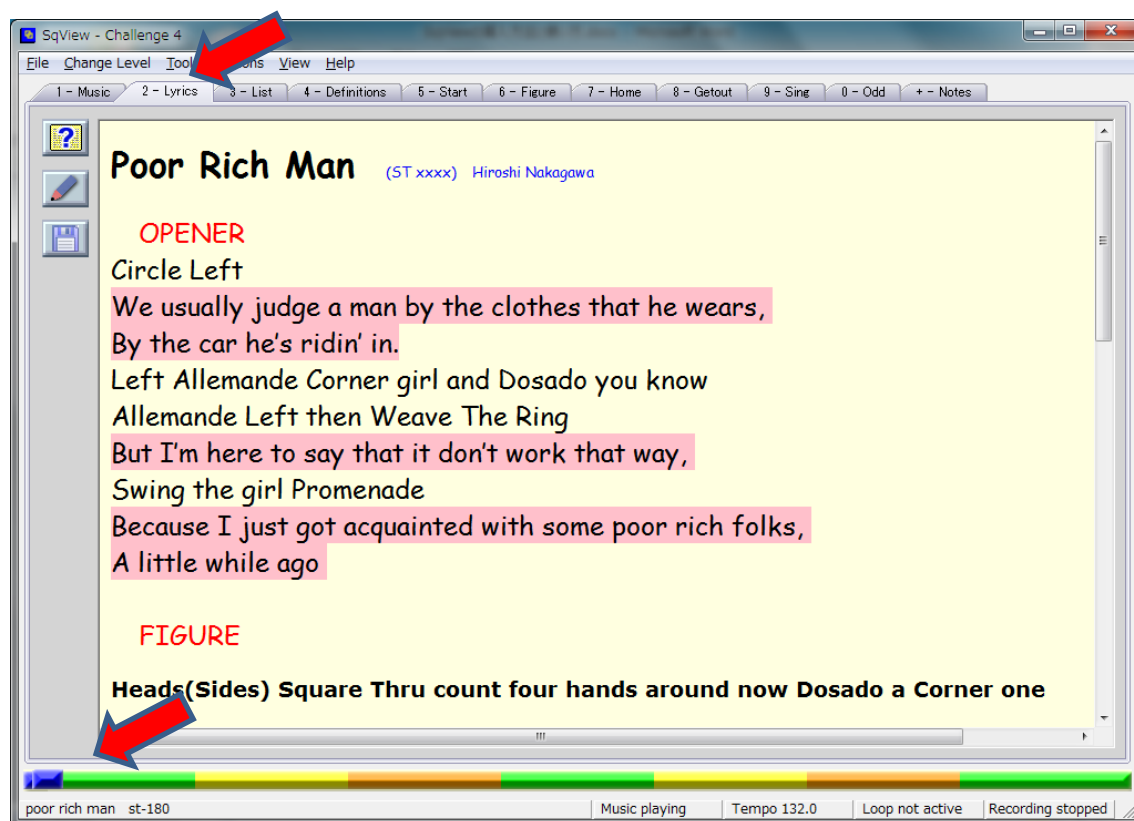 SqView - Challenge 4
File Change Level View Help
1 - Music 2 - Lyrics 3 - List 4 - Definitions 5 - Start 6 - Figure 7 - Home 8 - Getout 9 - Sing 0 - Odd + - Notes
Poor Rich Man (ST xxxx) Hiroshi Nakagawa
OPENER
Circle Left
We usually judge a man by the clothes that he wears,
By the car he's ridin' in.
Left Allemande Corner girl and Dosado you know
Allemande Left then Weave The Ring
But I'm here to say that it don't work that way,
Swing the girl Promenade
Because I just got acquainted with some poor rich folks,
A little while ago
FIGURE
Heads(Sides) Square Thru count four hands around now Dosado a Corner one
poor rich man st-180 Music playing Tempo 132.0 Loop not active Recording stopped